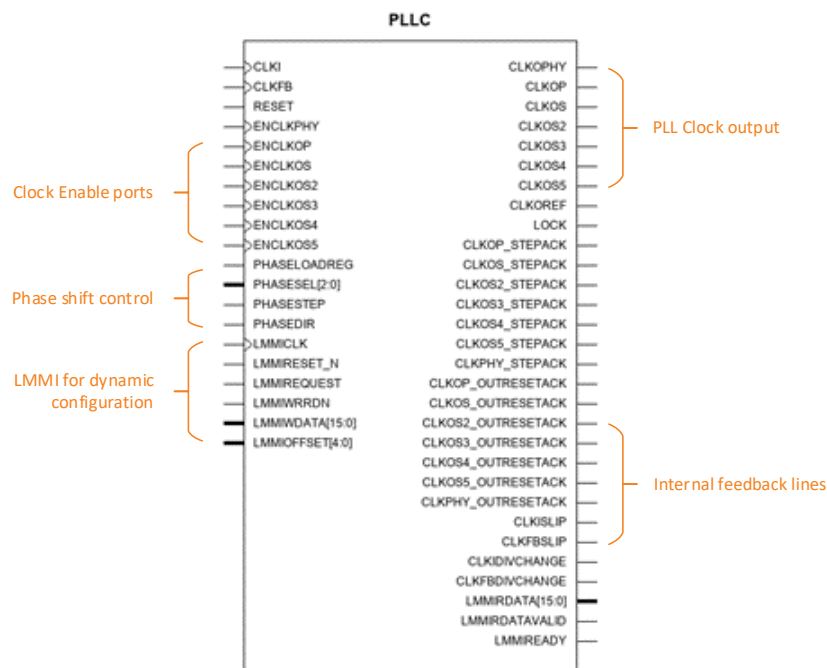 PLLC
CLKI
CLKFB
RESET
ENCLKPHY
ENCLKOP
ENCLKOS
ENCLKOS2
ENCLKOS3
ENCLKOS4
ENCLKOS5
PHASELOADREG
PHASESEL[2:0]
PHASESTEP
PHASEDIR
LMMICLK
LMMIRESET_N
LMMIREQUEST
LMMIWRRDN
LMMIWDATA[15:0]
LMMIOFFSET[4:0]
Clock Enable ports
Phase shift control
LMMI for dynamic
configuration
CLKOPHY
CLKOP
CLKOS
CLKOS2
CLKOS3
CLKOS4
CLKOS5
CLKOREF
LOCK
CLKOP_STEPACK
CLKOS_STEPACK
CLKOS2_STEPACK
CLKOS3_STEPACK
CLKOS4_STEPACK
CLKOS5_STEPACK
CLKPHY_STEPACK
CLKOP_OUTRESETACK
CLKOS_OUTRESETACK
CLKOS2_OUTRESETACK
CLKOS3_OUTRESETACK
CLKOS4_OUTRESETACK
CLKOS5_OUTRESETACK
CLKPHY_OUTRESETACK
CLKISLIP
CLKFBSLIP
CLKIDIVCHANGE
CLKFBDIVCHANGE
LMMIRDATA[15:0]
LMMIRDATAVALID
LMMIREADY
PLL Clock output
Internal feedback lines